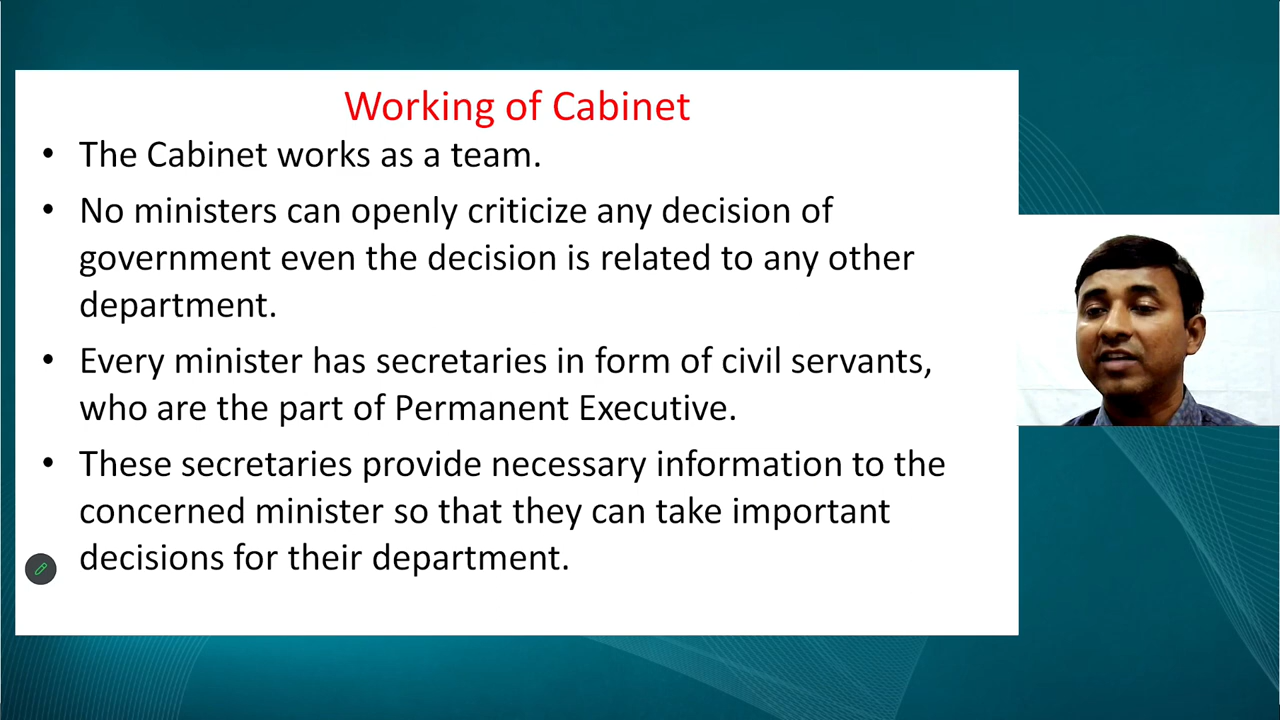 Working of Cabinet
• The Cabinet works as a team.
• No ministers can openly criticize any decision of
government even the decision is related to any other
department.
• Every minister has secretaries in form of civil servants,
who are the part of Permanent Executive.
• These secretaries provide necessary information to the
concerned minister so that they can take important
decisions for their department.